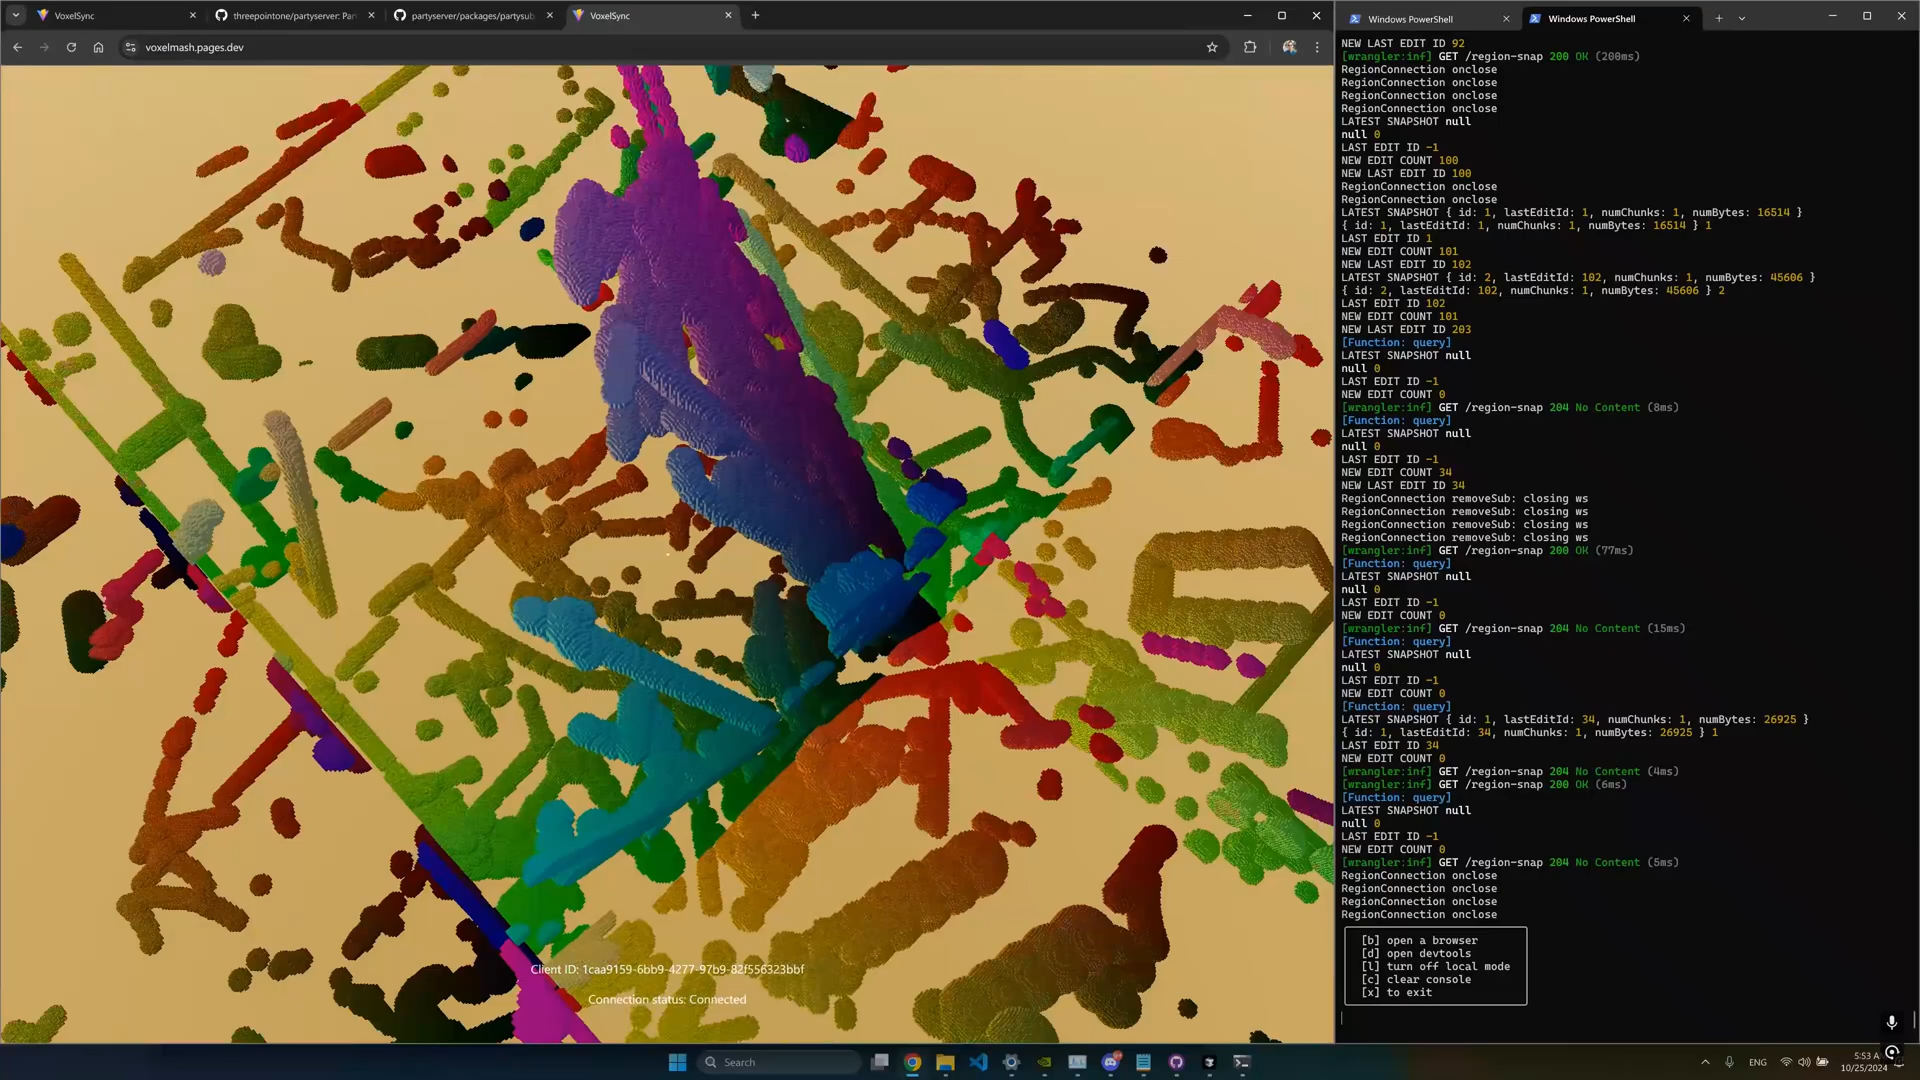 VoxelSync
threepointone/partyserver: Par
partyserver/packages/partysub
VoxelSync
voxelmash.pages.dev
Client ID: 1caa9159-6bb9-4277-97b9-82f556323bbf
Connection status: Connected
Windows PowerShell
Windows PowerShell
NEW LAST EDIT ID 92
[wrangler:inf] GET /region-snap 200 OK (200ms)
RegionConnection onclose
RegionConnection onclose
RegionConnection onclose
RegionConnection onclose
LATEST SNAPSHOT null
null 0
LAST EDIT ID -1
NEW EDIT COUNT 100
NEW LAST EDIT ID 100
RegionConnection onclose
RegionConnection onclose
LATEST SNAPSHOT { id: 1, lastEditId: 1, numChunks: 1, numBytes: 16514 }
{ id: 1, lastEditId: 1, numChunks: 1, numBytes: 16514 } 1
LAST EDIT ID 1
NEW EDIT COUNT 101
NEW LAST EDIT ID 102
LATEST SNAPSHOT { id: 2, lastEditId: 102, numChunks: 1, numBytes: 45606 }
{ id: 2, lastEditId: 102, numChunks: 1, numBytes: 45606 } 2
LAST EDIT ID 102
NEW EDIT COUNT 101
NEW LAST EDIT ID 203
[Function: query]
LATEST SNAPSHOT null
null 0
LAST EDIT ID -1
NEW EDIT COUNT 0
[wrangler:inf] GET /region-snap 204 No Content (8ms)
[Function: query]
LATEST SNAPSHOT null
null 0
LAST EDIT ID -1
NEW EDIT COUNT 34
NEW LAST EDIT ID 34
RegionConnection removeSub: closing ws
RegionConnection removeSub: closing ws
RegionConnection removeSub: closing ws
RegionConnection removeSub: closing ws
[wrangler:inf] GET /region-snap 200 OK (77ms)
[Function: query]
LATEST SNAPSHOT null
null 0
LAST EDIT ID -1
NEW EDIT COUNT 0
[wrangler:inf] GET /region-snap 204 No Content (15ms)
[Function: query]
LATEST SNAPSHOT null
null 0
LAST EDIT ID -1
NEW EDIT COUNT 0
[Function: query]
LATEST SNAPSHOT { id: 1, lastEditId: 34, numChunks: 1, numBytes: 26925 }
{ id: 1, lastEditId: 34, numChunks: 1, numBytes: 26925 } 1
LAST EDIT ID 34
NEW EDIT COUNT 0
[wrangler:inf] GET /region-snap 204 No Content (4ms)
[wrangler:inf] GET /region-snap 200 OK (6ms)
[Function: query]
LATEST SNAPSHOT null
null 0
LAST EDIT ID -1
NEW EDIT COUNT 0
[wrangler:inf] GET /region-snap 204 No Content (5ms)
RegionConnection onclose
RegionConnection onclose
RegionConnection onclose
RegionConnection onclose
[b] open a browser
[d] open devtools
[l] turn off local mode
[c] clear console
[x] to exit
Search
ENG
5:53 A
10/25/2024